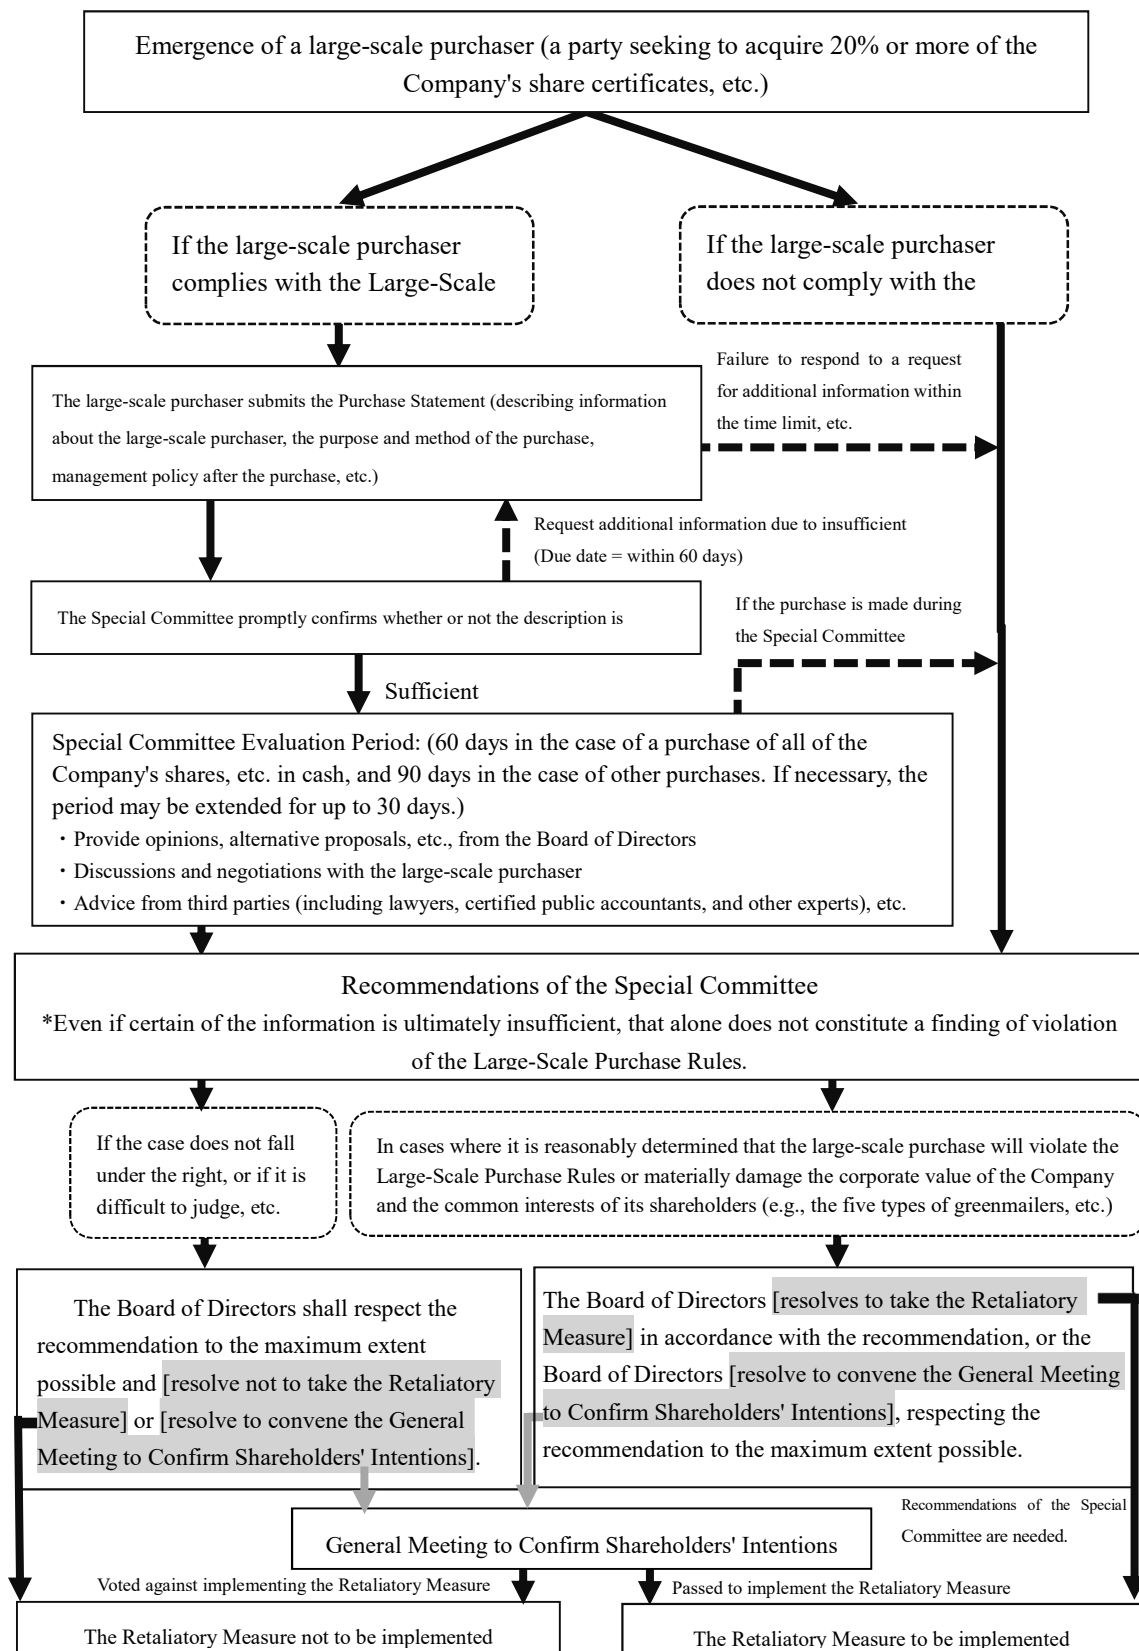 Emergence of a large-scale purchaser (a party seeking to acquire 20% or more of the
Company's share certificates, etc.)
If the large-scale purchaser
complies with the Large-Scale
If the large-scale purchaser
does not comply with the
Failure to respond to a request
for additional information within
the time limit, etc.
The large-scale purchaser submits the Purchase Statement (describing information
about the large-scale purchaser, the purpose and method of the purchase,
management policy after the purchase, etc.)
Request additional information due to insufficient
(Due date = within 60 days)
The Special Committee promptly confirms whether or not the description is
If the purchase is made during
the Special Committee
Sufficient
Special Committee Evaluation Period: (60 days in the case of a purchase of all of the
Company's shares, etc. in cash, and 90 days in the case of other purchases. If necessary, the
period may be extended for up to 30 days.)
・Provide opinions, alternative proposals, etc., from the Board of Directors
・Discussions and negotiations with the large-scale purchaser
・Advice from third parties (including lawyers, certified public accountants, and other experts), etc.
Recommendations of the Special Committee
*Even if certain of the information is ultimately insufficient, that alone does not constitute a finding of violation
of the Large-Scale Purchase Rules.
If the case does not fall
under the right, or if it is
difficult to judge, etc.
In cases where it is reasonably determined that the large-scale purchase will violate the
Large-Scale Purchase Rules or materially damage the corporate value of the Company
and the common interests of its shareholders (e.g., the five types of greenmailers, etc.)
The Board of Directors shall respect the
recommendation to the maximum extent
possible and [resolve not to take the Retaliatory
Measure] or [resolve to convene the General
Meeting to Confirm Shareholders' Intentions].
The Board of Directors [resolves to take the Retaliatory
Measure] in accordance with the recommendation, or the
Board of Directors [resolve to convene the General Meeting
to Confirm Shareholders' Intentions], respecting the
recommendation to the maximum extent possible.
Recommendations of the Special
Committee are needed.
General Meeting to Confirm Shareholders' Intentions
Voted against implementing the Retaliatory Measure
Passed to implement the Retaliatory Measure
The Retaliatory Measure not to be implemented
The Retaliatory Measure to be implemented